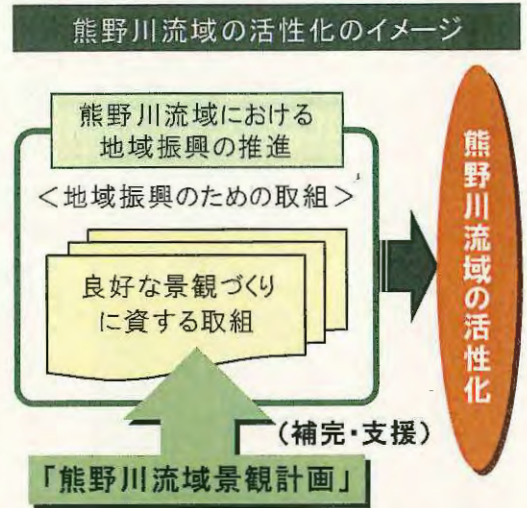 熊野川流域の活性化のイメージ
熊野川流域における
地域振興の推進
＜地域振興のための取組＞
良好な景観づくり
に資する取組
（補完・支援）
「熊野川流域景観計画」
熊野川流域の活性化